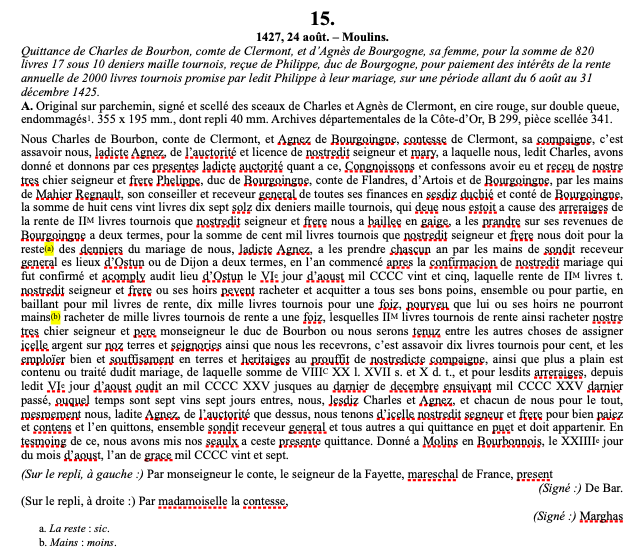 15.
1427, 24 août. – Moulins.
Quittance de Charles de Bourbon, comte de Clermont, et d'Agnès de Bourgogne, sa femme, pour la somme de 820
livres 17 sous 10 deniers maille tournois, reçue de Philippe, duc de Bourgogne, pour paiement des intérêts de la rente
annuelle de 2000 livres tournois promise par ledit Philippe à leur mariage, sur une période allant du 6 août au 31
décembre 1425.
A. Original sur parchemin, signé et scellé des sceaux de Charles et Agnès de Clermont, en cire rouge, sur double queue,
endommagés¹. 355 x 195 mm., dont repli 40 mm. Archives départementales de la Côte-d'Or, B 299, pièce scellée 341.
Nous Charles de Bourbon, conte de Clermont, et Agnez de Bourgoingne, contesse de Clermont, sa compaigne, c'est
assavoir nous, ladicte Agnez, de l'auctorité et licence de nostredit seigneur et mary, a laquelle nous, ledit Charles, avons
donné et donnons par ces presentes ladicte auctorité quant a ce, Congnoissons et confessons avoir eu et receu de nostre
tres chier seigneur et frere Phelippe, duc de Bourgoingne, conte de Flandres, d'Artois et de Bourgoingne, par les mains
de Mahier Regnault, son conseiller et receveur general de toutes ses finances en sesdiz duchié et conté de Bourgoingne,
la somme de huit cens vint livres dix sept solz dix deniers maille tournois, qui deue nous estoit a cause des arreraiges de
la rente de IIᴹ livres tournois que nostredit seigneur et frere nous a bailles en gaige, a les prandre sur ses revenues de
Bourgoingne a deux termes, pour la somme de cent mil livres tournois que nostredit seigneur et frere nous doit pour la
reste(a) des denniers du mariage de nous, ladicte Agnez, a les prendre chascun an par les mains de sondit receveur
general es lieux d'Ostun ou de Dijon a deux termes, en l'an commencé apres la confirmacion de nostredit mariage qui
fut confirmé et acomply audit lieu d'Ostun le VIᵉ jour d'aoust mil CCCC vint et cinq, laquelle rente de IIᴹ livres t.
nostredit seigneur et frere ou ses hoirs pevent racheter et acquitter a tous ses bons poins, ensemble ou pour partie, en
baillant pour mil livres de rente, dix mille livres tournois pour une foiz, pourveu que lui ou ses hoirs ne pourront
mains(b) racheter de mille livres tournois de rente a une foiz, lesquelles IIᴹ livres tournois de rente ainsi racheter nostre
tres chier seigneur et pere monseigneur le duc de Bourbon ou nous serons tenuz entre les autres choses de assigner
icelle argent sur noz terres et seignories ainsi que nous les recevrons, c'est assavoir dix livres tournois pour cent, et les
emploïer bien et souffisament en terres et heritaiges au prouffit de nostredicte compaigne, ainsi que plus a plain est
contenu ou traité dudit mariage, de laquelle somme de VIIIᶜ XX l. XVII s. et X d. t., et pour lesdits arreraiges, depuis
ledit VIᵉ jour d'aoust oudit an mil CCCC XXV jusques au darnier de decembre ensuivant mil CCCC XXV darnier
passé, ouquel temps sont sept vins sept jours entres, nous, lesdiz Charles et Agnez, et chacun de nous pour le tout,
mesmement nous, ladite Agnez, de l'auctorité que dessus, nous tenons d'icelle nostredit seigneur et frere pour bien paiez
et contens et l'en quittons, ensemble sondit receveur general et tous autres a qui quittance en puet et doit appartenir. En
tesmoing de ce, nous avons mis nos seaulx a ceste presente quittance. Donné a Molins en Bourbonnois, le XXIIIIᵉ jour
du mois d'aoust, l'an de grace mil CCCC vint et sept.
(Sur le repli, à gauche :) Par monseigneur le conte, le seigneur de la Fayette, mareschal de France, present
(Signé :) De Bar.
(Sur le repli, à droite :) Par madamoiselle la contesse,
(Signé :) Marghas
a. La reste : sic.
b. Mains : moins.